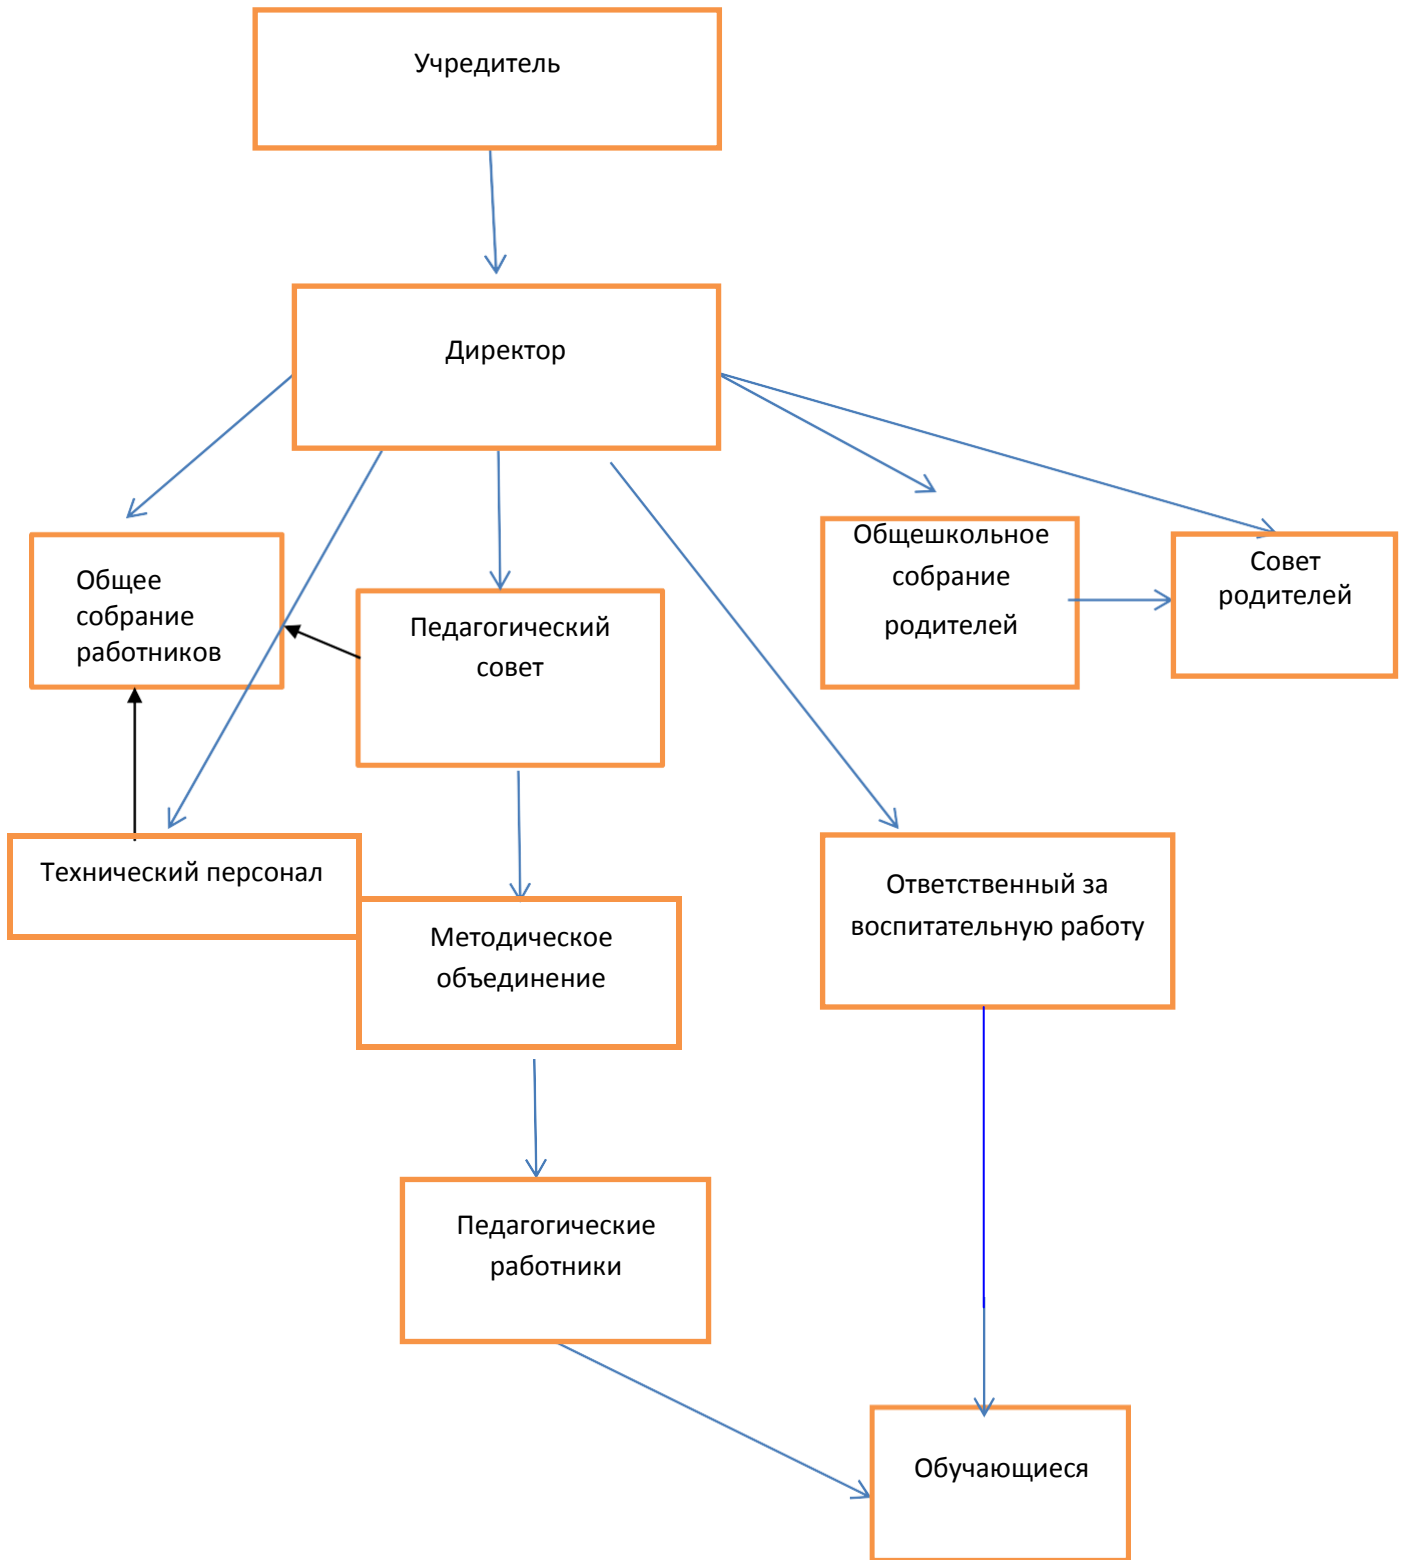 Учредитель
Директор
Общее
собрание
работников
Педагогический
совет
Общешкольное
собрание
родителей
Совет
родителей
Технический персонал
Методическое
объединение
Ответственный за
воспитательную работу
Педагогические
работники
Обучающиеся